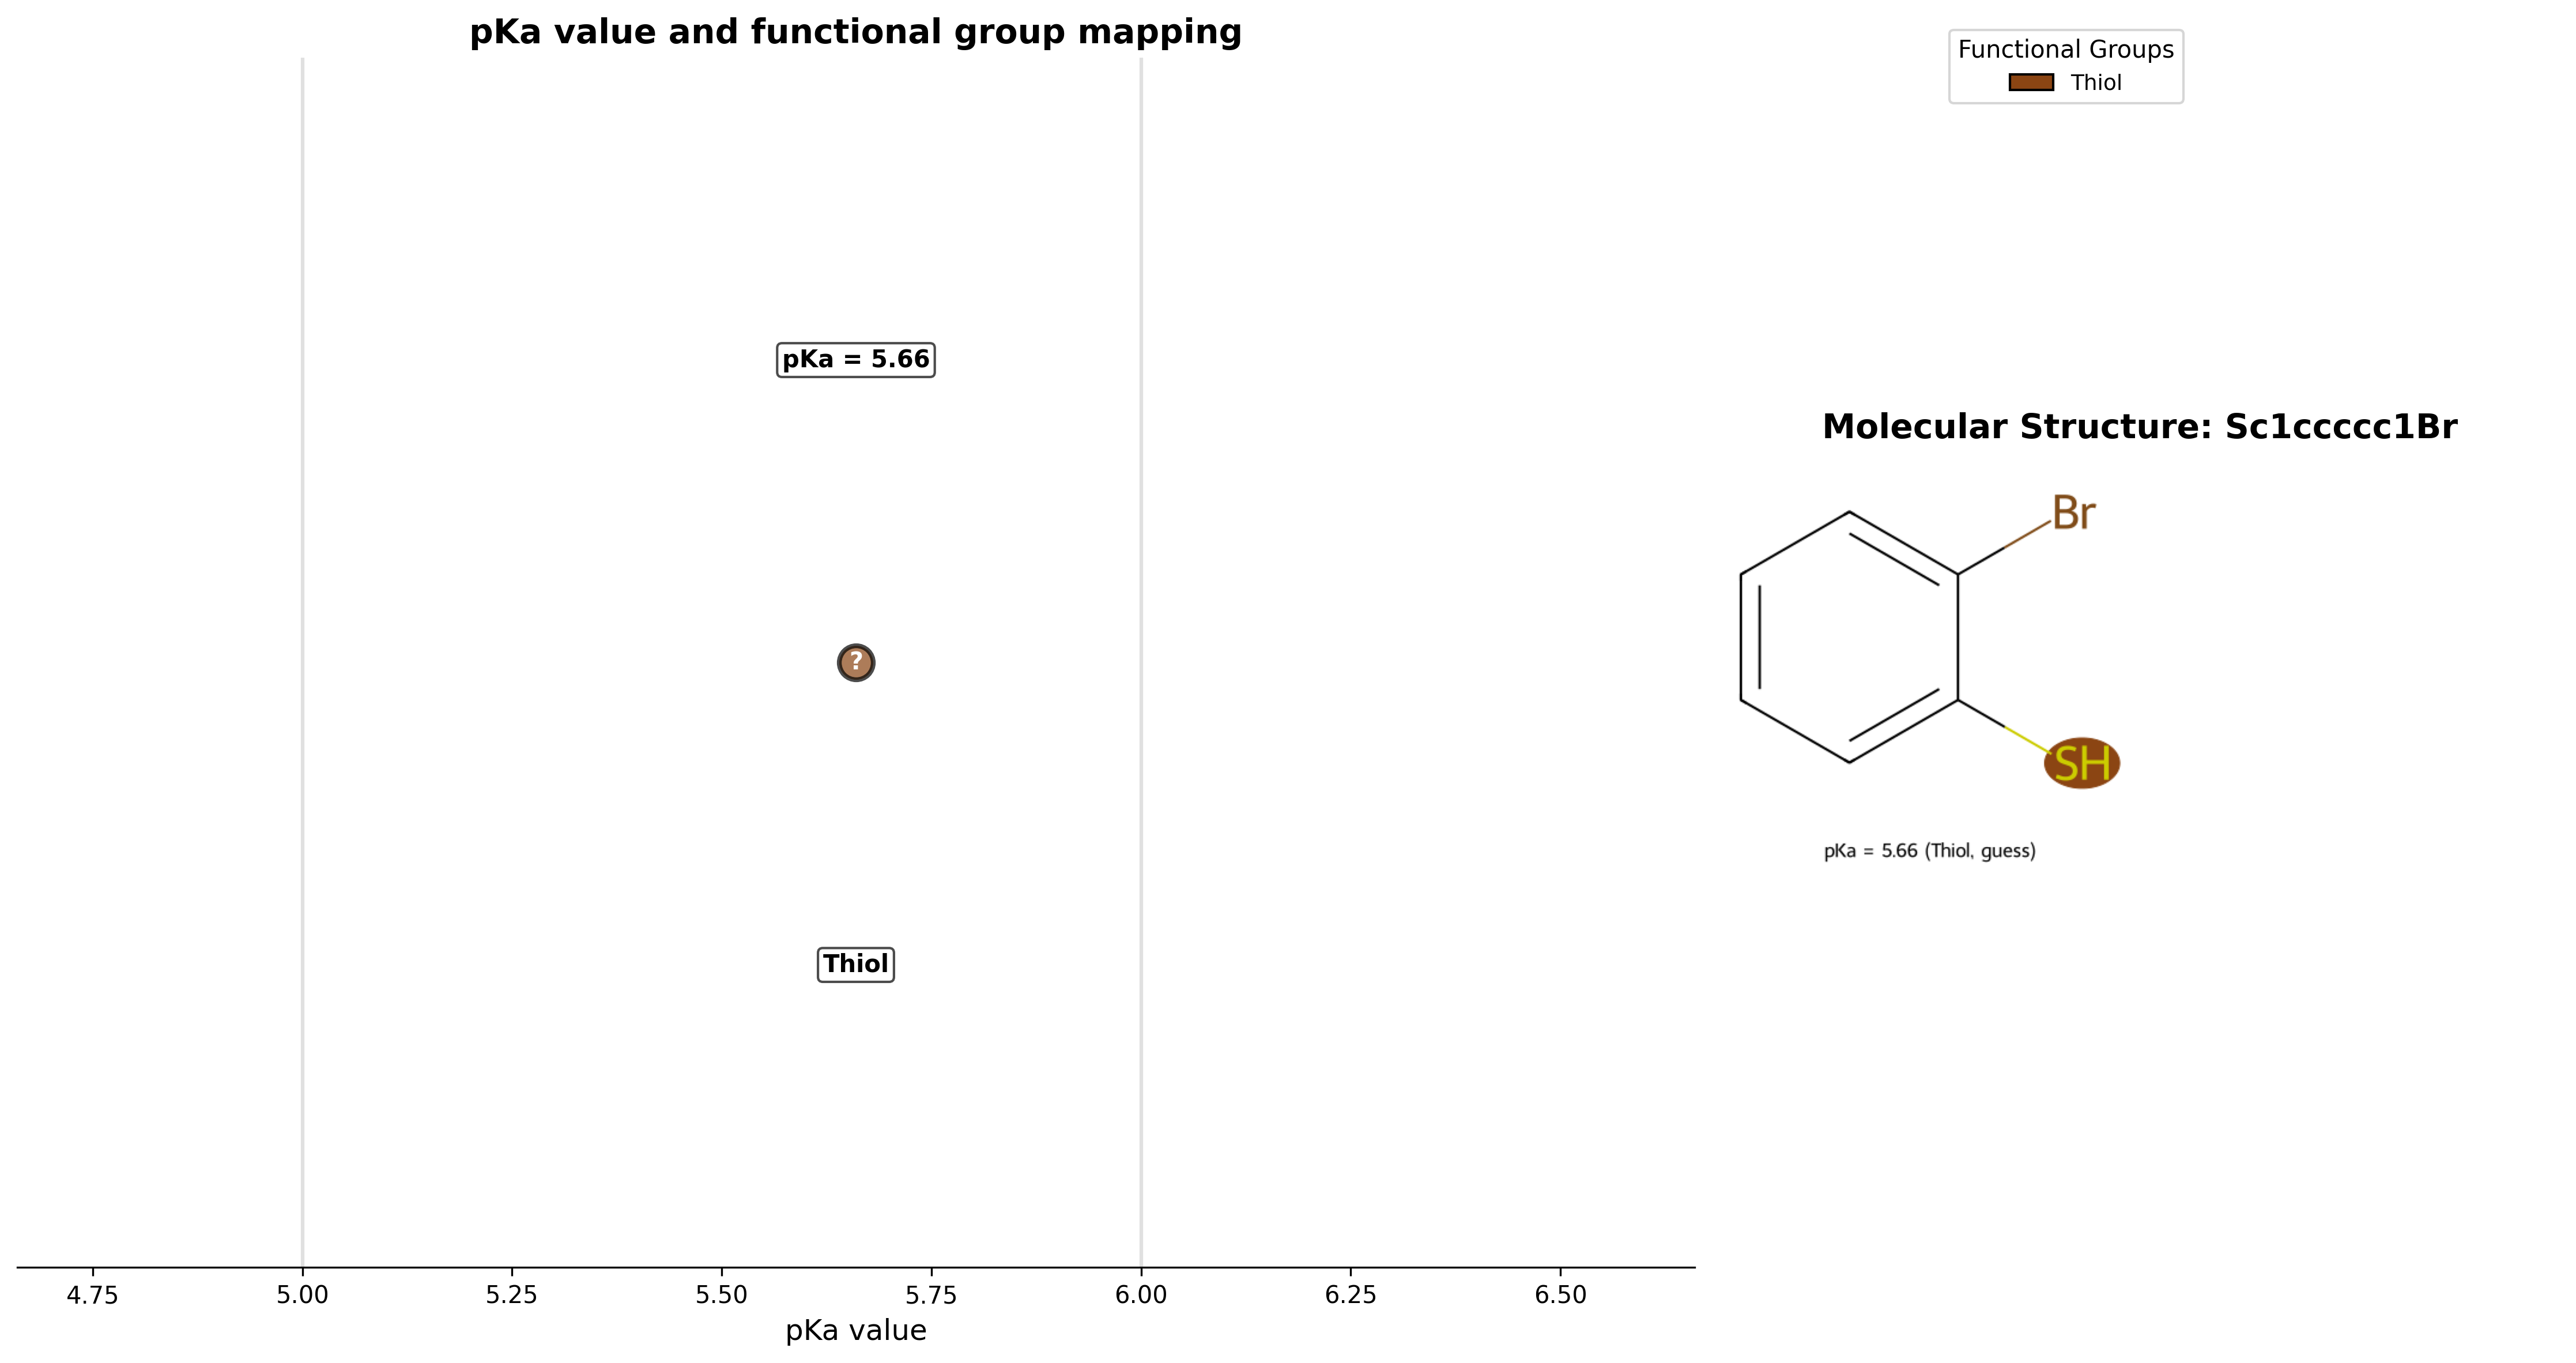 pKa value and functional group mapping
pKa = 5.66
?
Thiol
4.75 5.00 5.25 5.50 5.75 6.00 6.25 6.50
pKa value
Functional Groups
Thiol
Molecular Structure: Sc1ccccc1Br
Br
SH
pKa = 5.66 (Thiol, guess)